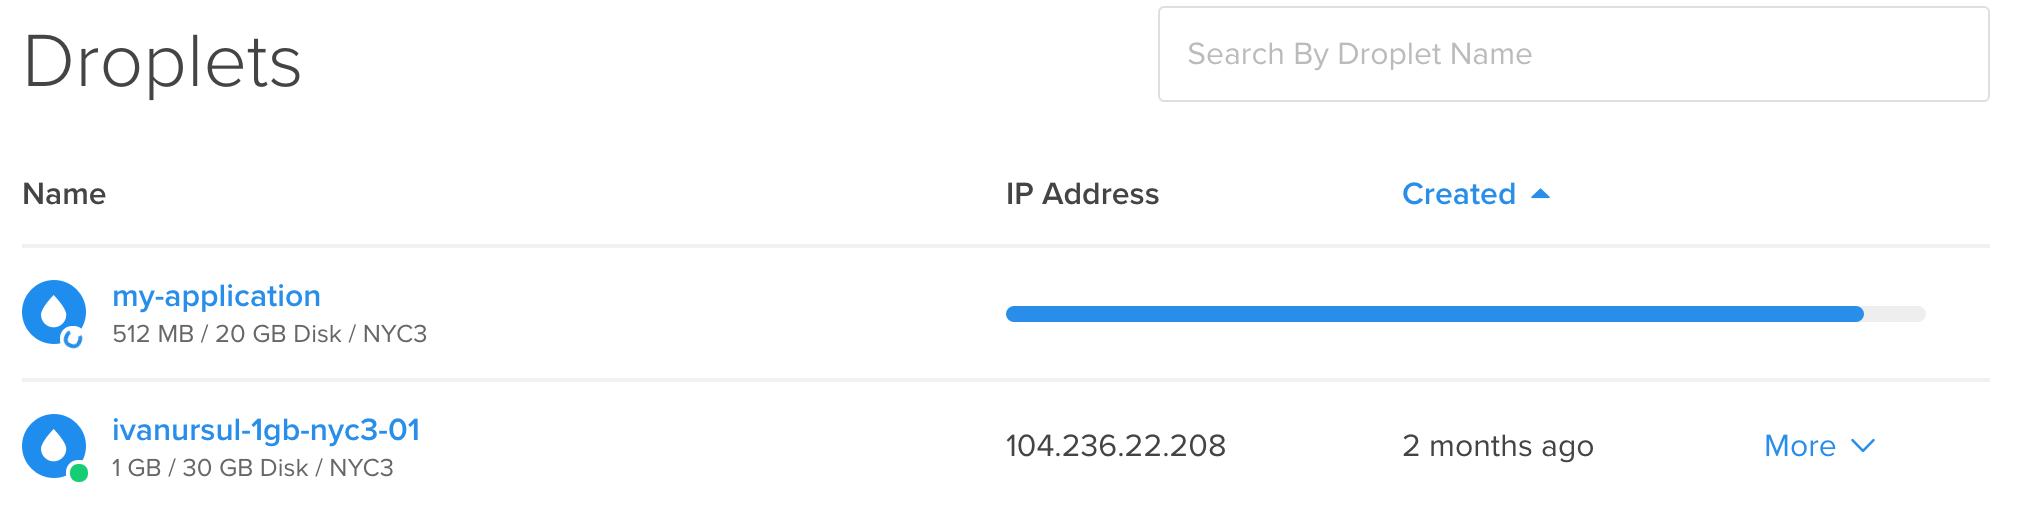 Droplets
Search By Droplet Name
Name IP Address Created
my-application
512 MB / 20 GB Disk / NYC3
ivanursul-1gb-nyc3-01
1 GB / 30 GB Disk / NYC3
104.236.22.208 2 months ago More